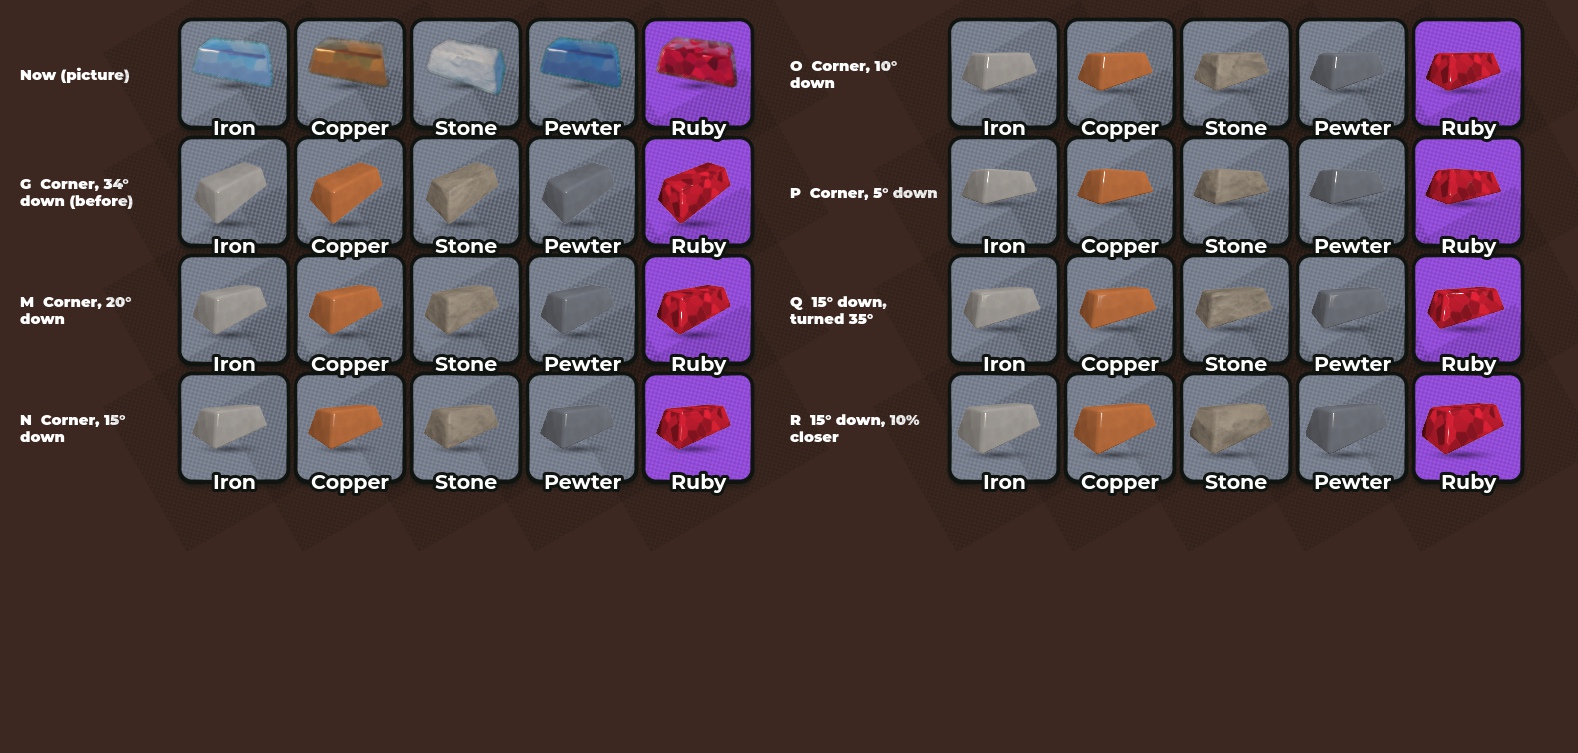 Now (picture)
Iron Copper Stone Pewter Ruby
G Corner, 34°
down (before)
Iron Copper Stone Pewter Ruby
M Corner, 20°
down
Iron Copper Stone Pewter Ruby
N Corner, 15°
down
Iron Copper Stone Pewter Ruby
O Corner, 10°
down
Iron Copper Stone Pewter Ruby
P Corner, 5° down
Iron Copper Stone Pewter Ruby
Q 15° down,
turned 35°
Iron Copper Stone Pewter Ruby
R 15° down, 10%
closer
Iron Copper Stone Pewter Ruby